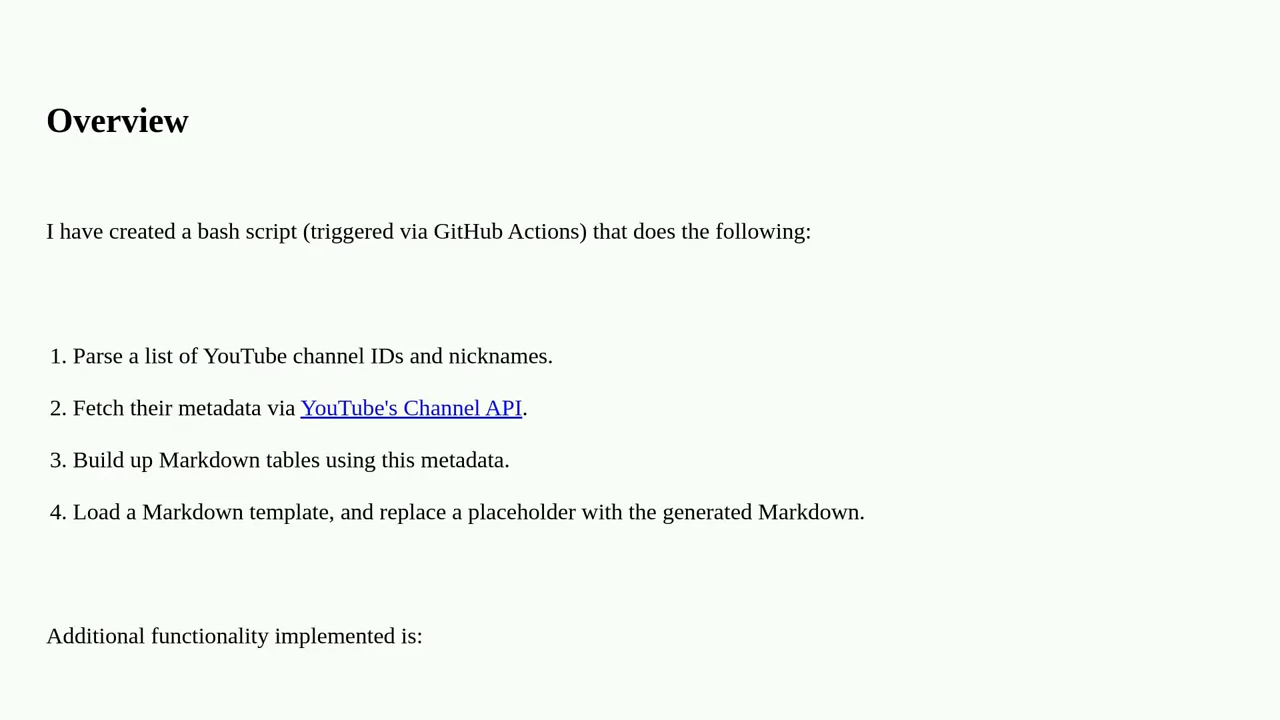 Overview
I have created a bash script (triggered via GitHub Actions) that does the following:
1. Parse a list of YouTube channel IDs and nicknames.
2. Fetch their metadata via YouTube's Channel API.
3. Build up Markdown tables using this metadata.
4. Load a Markdown template, and replace a placeholder with the generated Markdown.
Additional functionality implemented is: